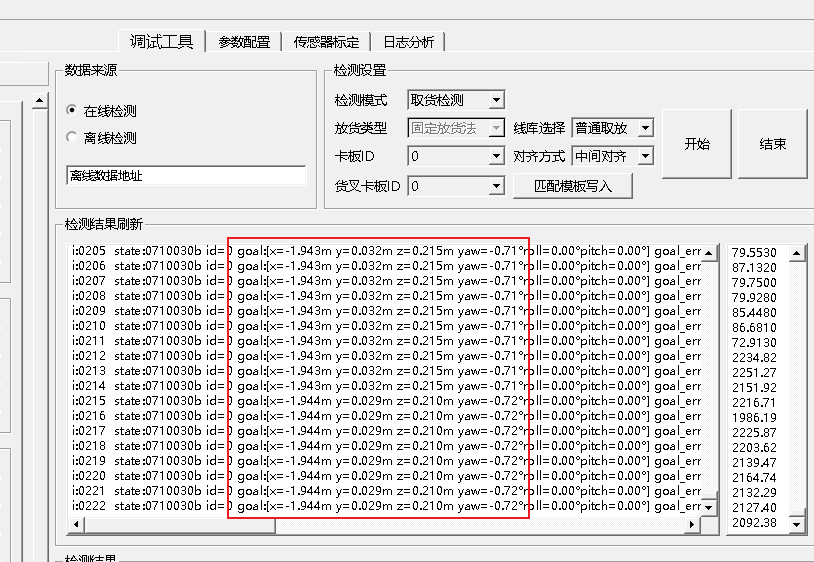 调试工具 参数配置 传感器标定 日志分析
数据来源
在线检测
离线检测
离线数据地址
检测设置
检测模式 取货检测
放货类型 固定放货法 线库选择 普通取放
卡板ID 0 对齐方式 中间对齐
货叉卡板ID 0 匹配模板写入
开始 结束
检测结果刷新
i:0205 state:0710030b id=0 goal:[x=-1.943m y=0.032m z=0.215m yaw=-0.71°roll=0.00°pitch=0.00°] goal_err
i:0206 state:0710030b id=0 goal:[x=-1.943m y=0.032m z=0.215m yaw=-0.71°roll=0.00°pitch=0.00°] goal_err
i:0207 state:0710030b id=0 goal:[x=-1.943m y=0.032m z=0.215m yaw=-0.71°roll=0.00°pitch=0.00°] goal_err
i:0208 state:0710030b id=0 goal:[x=-1.943m y=0.032m z=0.215m yaw=-0.71°roll=0.00°pitch=0.00°] goal_err
i:0209 state:0710030b id=0 goal:[x=-1.943m y=0.032m z=0.215m yaw=-0.71°roll=0.00°pitch=0.00°] goal_err
i:0210 state:0710030b id=0 goal:[x=-1.943m y=0.032m z=0.215m yaw=-0.71°roll=0.00°pitch=0.00°] goal_err
i:0211 state:0710030b id=0 goal:[x=-1.943m y=0.032m z=0.215m yaw=-0.71°roll=0.00°pitch=0.00°] goal_err
i:0212 state:0710030b id=0 goal:[x=-1.943m y=0.032m z=0.215m yaw=-0.71°roll=0.00°pitch=0.00°] goal_err
i:0213 state:0710030b id=0 goal:[x=-1.943m y=0.032m z=0.215m yaw=-0.71°roll=0.00°pitch=0.00°] goal_err
i:0214 state:0710030b id=0 goal:[x=-1.943m y=0.032m z=0.215m yaw=-0.71°roll=0.00°pitch=0.00°] goal_err
i:0215 state:0710030b id=0 goal:[x=-1.944m y=0.029m z=0.210m yaw=-0.72°roll=0.00°pitch=0.00°] goal_err
i:0216 state:0710030b id=0 goal:[x=-1.944m y=0.029m z=0.210m yaw=-0.72°roll=0.00°pitch=0.00°] goal_err
i:0217 state:0710030b id=0 goal:[x=-1.944m y=0.029m z=0.210m yaw=-0.72°roll=0.00°pitch=0.00°] goal_err
i:0218 state:0710030b id=0 goal:[x=-1.944m y=0.029m z=0.210m yaw=-0.72°roll=0.00°pitch=0.00°] goal_err
i:0219 state:0710030b id=0 goal:[x=-1.944m y=0.029m z=0.210m yaw=-0.72°roll=0.00°pitch=0.00°] goal_err
i:0220 state:0710030b id=0 goal:[x=-1.944m y=0.029m z=0.210m yaw=-0.72°roll=0.00°pitch=0.00°] goal_err
i:0221 state:0710030b id=0 goal:[x=-1.944m y=0.029m z=0.210m yaw=-0.72°roll=0.00°pitch=0.00°] goal_err
i:0222 state:0710030b id=0 goal:[x=-1.944m y=0.029m z=0.210m yaw=-0.72°roll=0.00°pitch=0.00°] goal_err
79.5530
87.1320
79.7500
79.9280
85.4480
86.6810
72.9130
2234.82
2251.27
2151.92
2216.71
1986.19
2225.87
2203.62
2139.47
2164.74
2132.29
2127.40
2092.38
检测结果